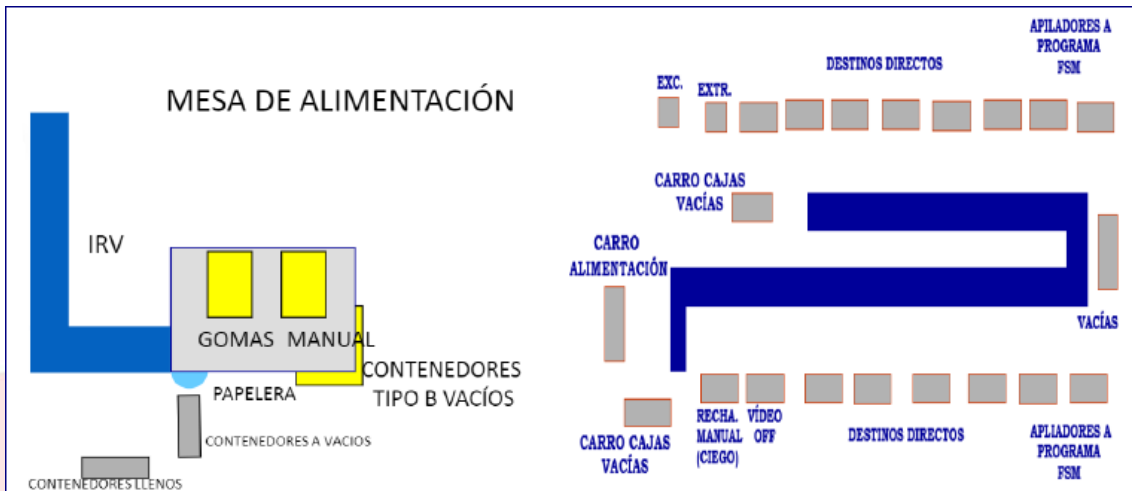 MESA DE ALIMENTACIÓN
IRV
GOMAS
MANUAL
PAPELERA
CONTENEDORES
TIPO B VACÍOS
CONTENEDORES A VACIOS
CONTENEDORES LLENOS
APILADORES A
PROGRAMA
FSM
DESTINOS DIRECTOS
EXC.
EXTR.
CARRO CAJAS
VACÍAS
CARRO
ALIMENTACIÓN
VACÍAS
RECHA.
MANUAL
(CIEGO)
VÍDEO
OFF
DESTINOS DIRECTOS
APLIADORES A
PROGRAMA
FSM
CARRO CAJAS
VACÍAS